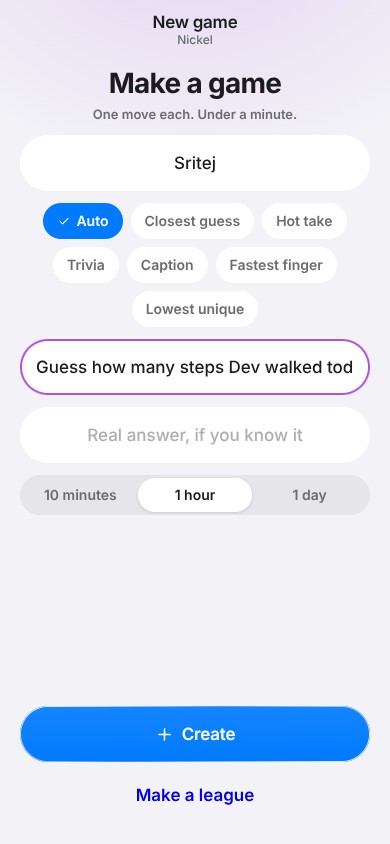 New game
Nickel
Make a game
One move each. Under a minute.
Sritej
Auto
Closest guess
Hot take
Trivia
Caption
Fastest finger
Lowest unique
Guess how many steps Dev walked tod
Real answer, if you know it
10 minutes
1 hour
1 day
Create
Make a league